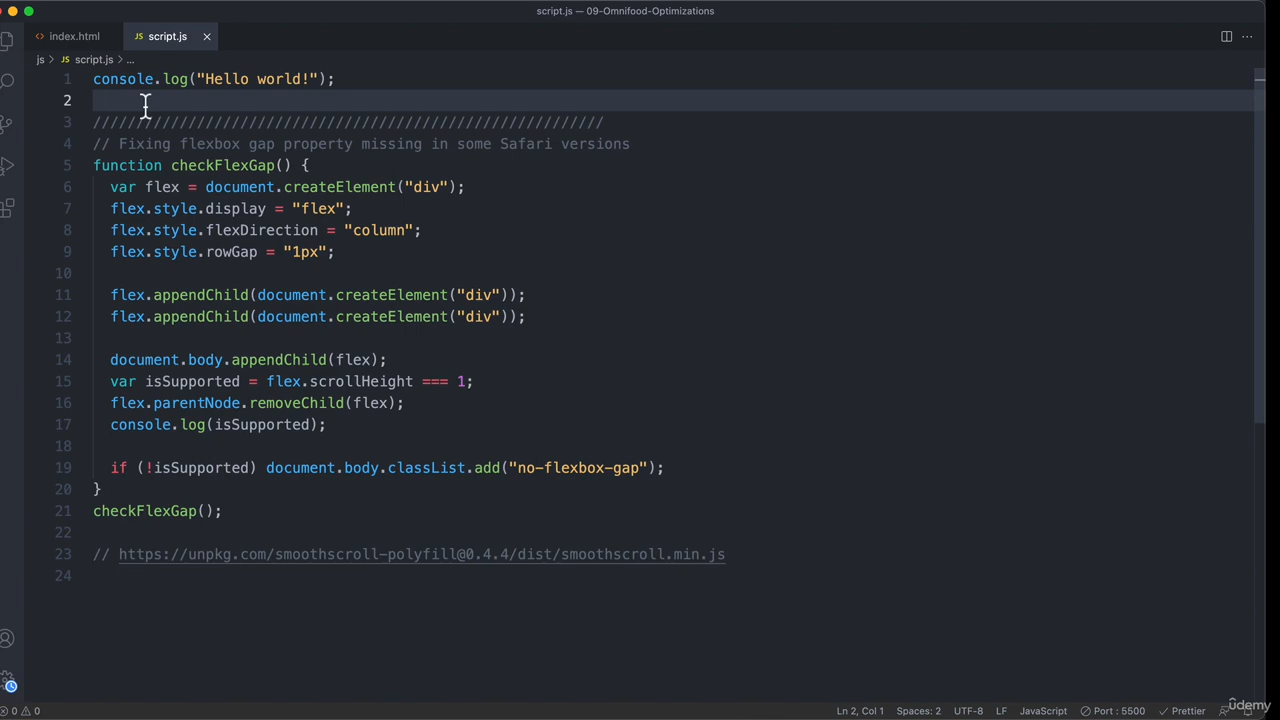 script.js — 09-Omnifood-Optimizations
<> index.html JS script.js ×
js > JS script.js > ...
1 console.log("Hello world!");
2
3 ///////////////////////////////////////////////////////////
4 // Fixing flexbox gap property missing in some Safari versions
5 function checkFlexGap() {
6 var flex = document.createElement("div");
7 flex.style.display = "flex";
8 flex.style.flexDirection = "column";
9 flex.style.rowGap = "1px";
10
11 flex.appendChild(document.createElement("div"));
12 flex.appendChild(document.createElement("div"));
13
14 document.body.appendChild(flex);
15 var isSupported = flex.scrollHeight === 1;
16 flex.parentNode.removeChild(flex);
17 console.log(isSupported);
18
19 if (!isSupported) document.body.classList.add("no-flexbox-gap");
20 }
21 checkFlexGap();
22
23 // https://unpkg.com/smoothscroll-polyfill@0.4.4/dist/smoothscroll.min.js
24
0 0 Ln 2, Col 1 Spaces: 2 UTF-8 LF JavaScript Port : 5500 Prettier
ûdemy